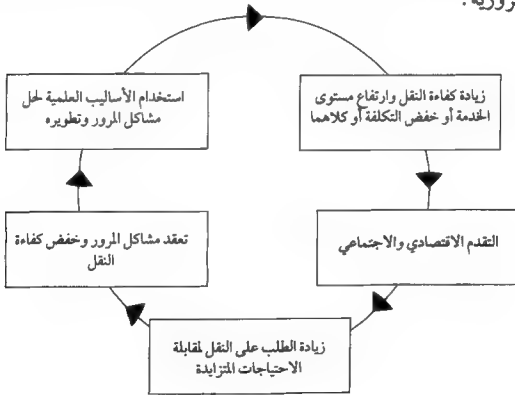 زيادة كفاءة النقل وارتفاع مستوى
الخدمة أو خفض التكلفة أو كلاهما
التقدم الاقتصادي والاجتماعي
زيادة الطلب على النقل لمقابلة
الاحتياجات المتزايدة
تعقد مشاكل المرور وخفض كفاءة
النقل
استخدام الأساليب العلمية لحل
مشاكل المرور وتطويره